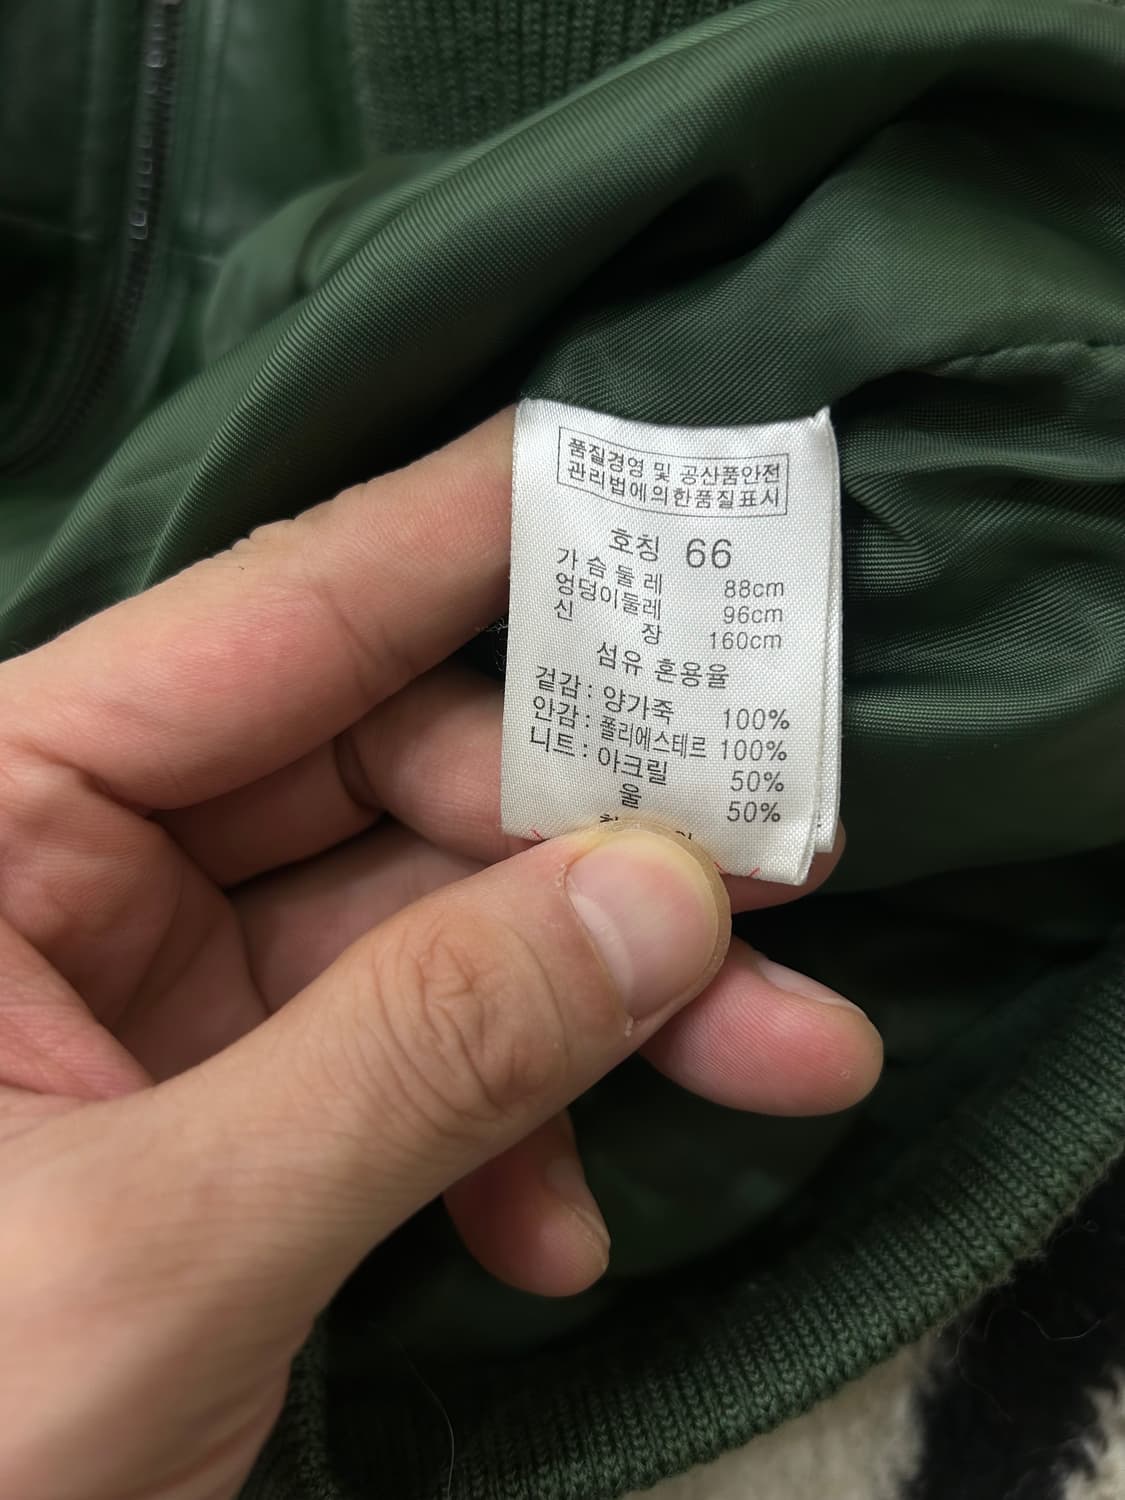 품질경영 및 공산품안전
관리법에의한품질표시
호칭 66
가슴둘레 88cm
엉덩이둘레 96cm
신장 160cm
섬유 혼용율
겉감 : 양가죽 100%
안감 : 폴리에스테르 100%
니트 : 아크릴 50%
울 50%